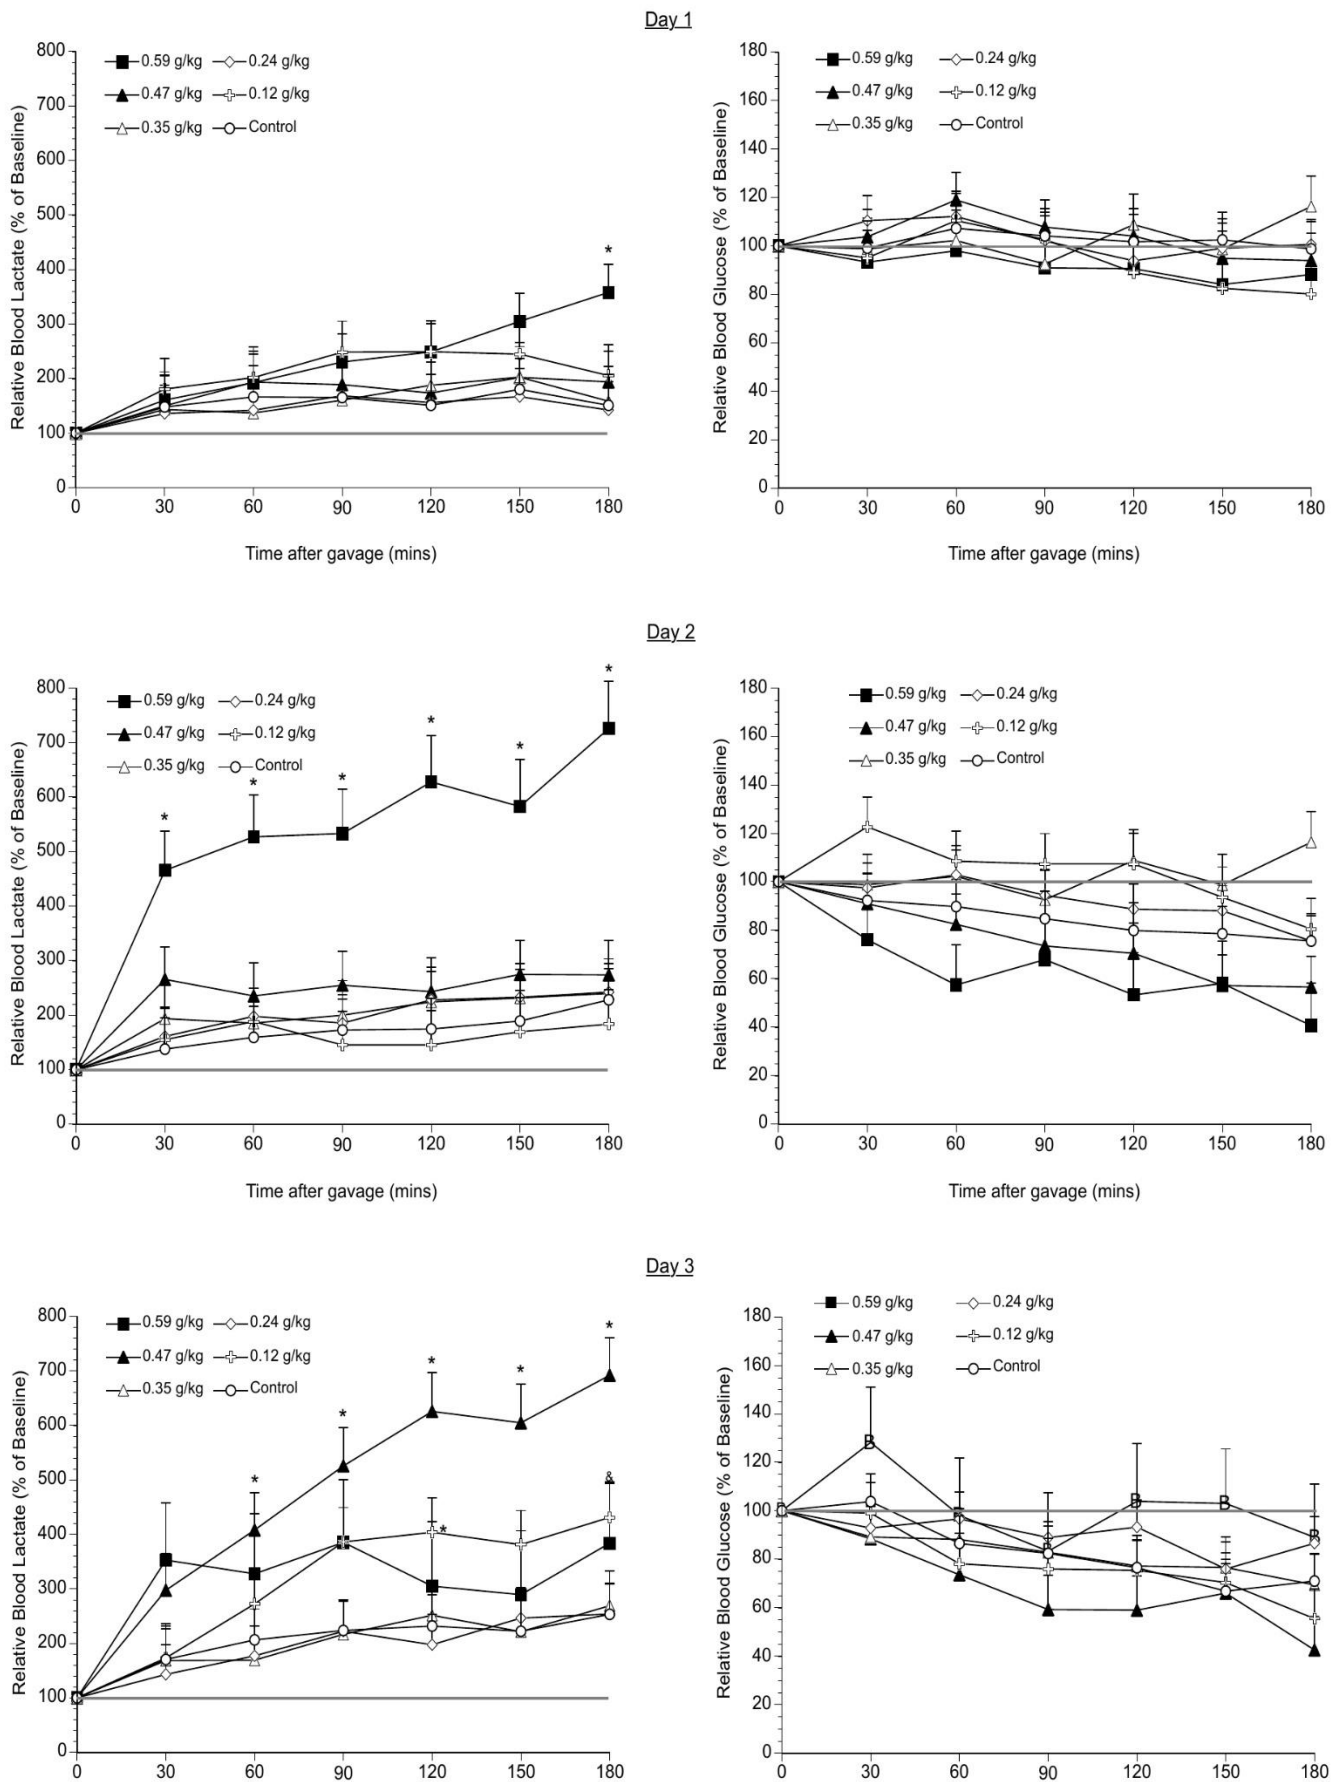 Day 1
Relative Blood Lactate (% of Baseline)
800
700
600
500
400
300
200
100
0
0.59 g/kg 0.24 g/kg
0.47 g/kg 0.12 g/kg
0.35 g/kg Control
*
0 30 60 90 120 150 180
Time after gavage (mins)
Relative Blood Glucose (% of Baseline)
180
160
140
120
100
80
60
40
20
0
0.59 g/kg 0.24 g/kg
0.47 g/kg 0.12 g/kg
0.35 g/kg Control
0 30 60 90 120 150 180
Time after gavage (mins)
Day 2
Relative Blood Lactate (% of Baseline)
800
700
600
500
400
300
200
100
0
0.59 g/kg 0.24 g/kg
0.47 g/kg 0.12 g/kg
0.35 g/kg Control
* * * * * *
0 30 60 90 120 150 180
Time after gavage (mins)
Relative Blood Glucose (% of Baseline)
180
160
140
120
100
80
60
40
20
0
0.59 g/kg 0.24 g/kg
0.47 g/kg 0.12 g/kg
0.35 g/kg Control
0 30 60 90 120 150 180
Time after gavage (mins)
Day 3
Relative Blood Lactate (% of Baseline)
800
700
600
500
400
300
200
100
0
0.59 g/kg 0.24 g/kg
0.47 g/kg 0.12 g/kg
0.35 g/kg Control
* * * * *
&
*
0 30 60 90 120 150 180
Relative Blood Glucose (% of Baseline)
180
160
140
120
100
80
60
40
20
0
0.59 g/kg 0.24 g/kg
0.47 g/kg 0.12 g/kg
0.35 g/kg Control
B B B B B B B
0 30 60 90 120 150 180